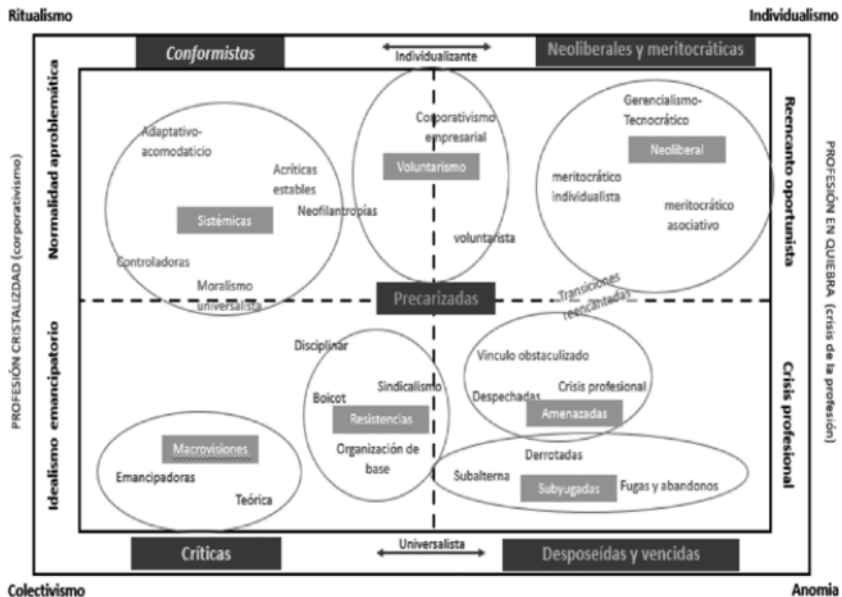 Ritualismo
Individualismo
Conformistas
Individualizante
Neoliberales y meritocráticas
PROFESIÓN CRISTALIZDAD (corporativismo)
Normalidad aproblemática
Adaptativo-
acomodaticio
Acríticas
estables
Neofilantropías
Sistémicas
Controladoras
Moralismo
universalista
Corporativismo
empresarial
Voluntarismo
voluntarista
Gerencialismo-
Tecnocrático
Neoliberal
meritocrático
individualista
meritocrático
asociativo
Reencanto oportunista
PROFESIÓN EN QUIEBRA (crisis de la profesión)
Precarizadas
Transiciones
reencantadas
Idealismo emancipatorio
Disciplinar
Sindicalismo
Boicot
Resistencias
Organización de
base
Macrovisiones
Emancipadoras
Teórica
Vinculo obstaculizado
Despechadas
Crisis profesional
Amenazadas
Derrotadas
Subalterna
Subyugadas
Fugas y abandonos
Crisis profesional
Críticas
Universalista
Desposeídas y vencidas
Colectivismo
Anomia